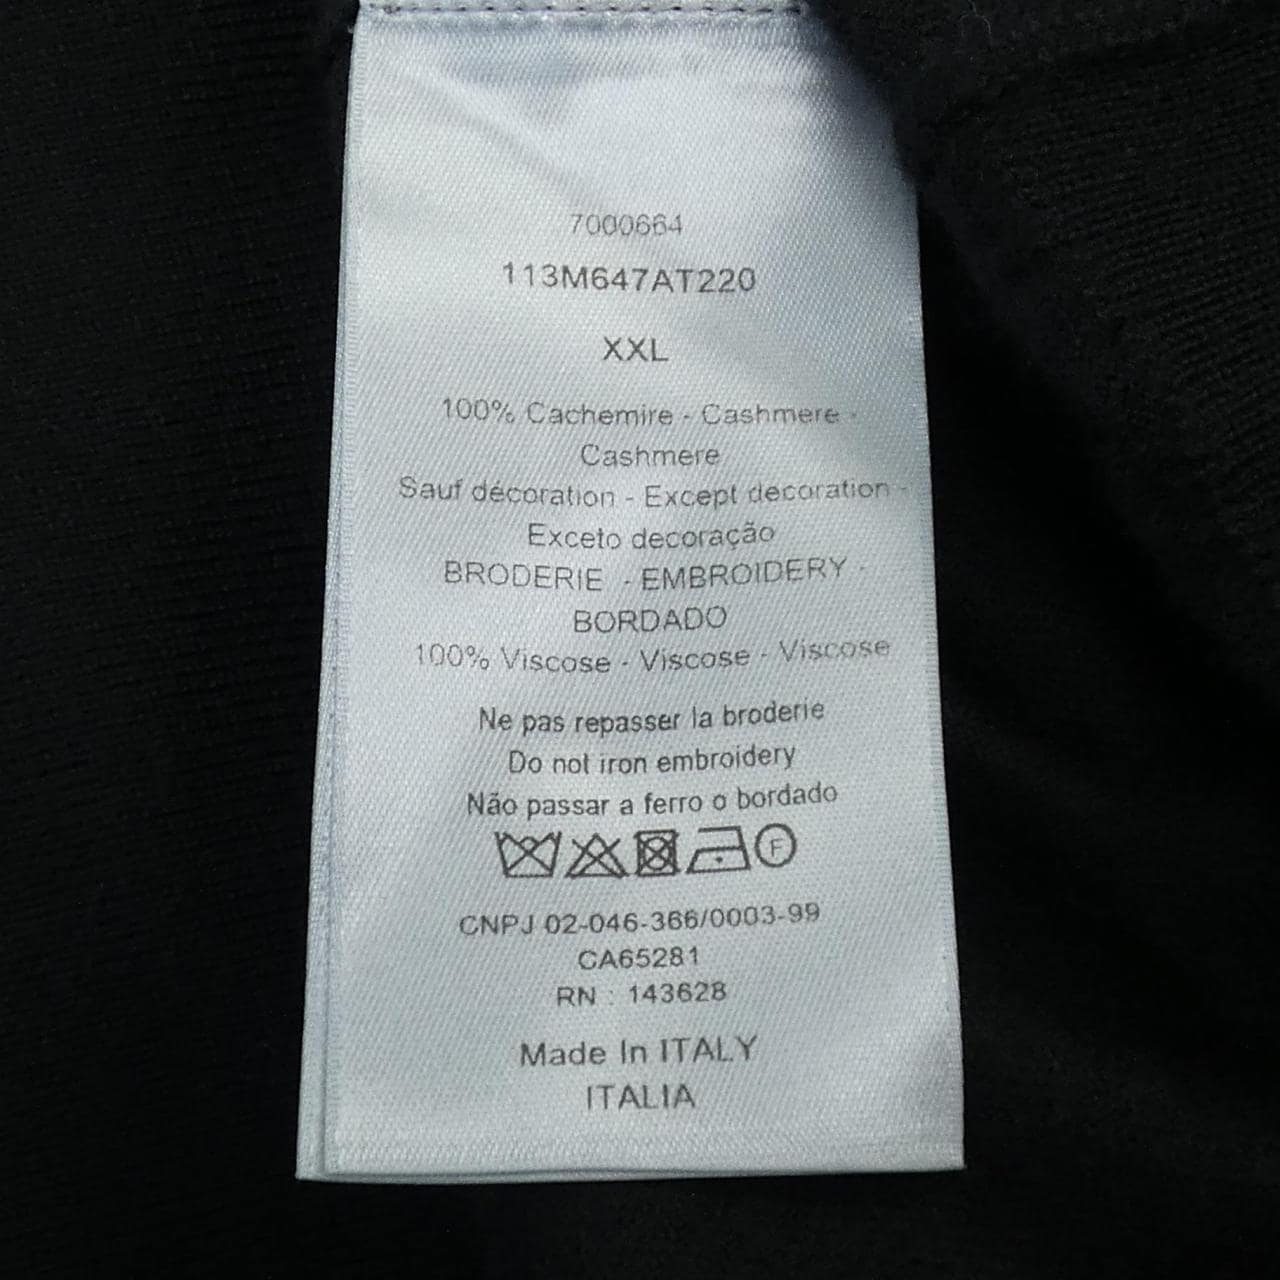 7000664
113M647AT220
XXL
100% Cachemire - Cashmere -
Cashmere
Sauf décoration - Except decoration -
Exceto decoração
BRODERIE - EMBROIDERY -
BORDADO
100% Viscose - Viscose - Viscose
Ne pas repasser la broderie
Do not iron embroidery
Não passar a ferro o bordado
F
CNPJ 02-046-366/0003-99
CA65281
RN : 143628
Made In ITALY
ITALIA